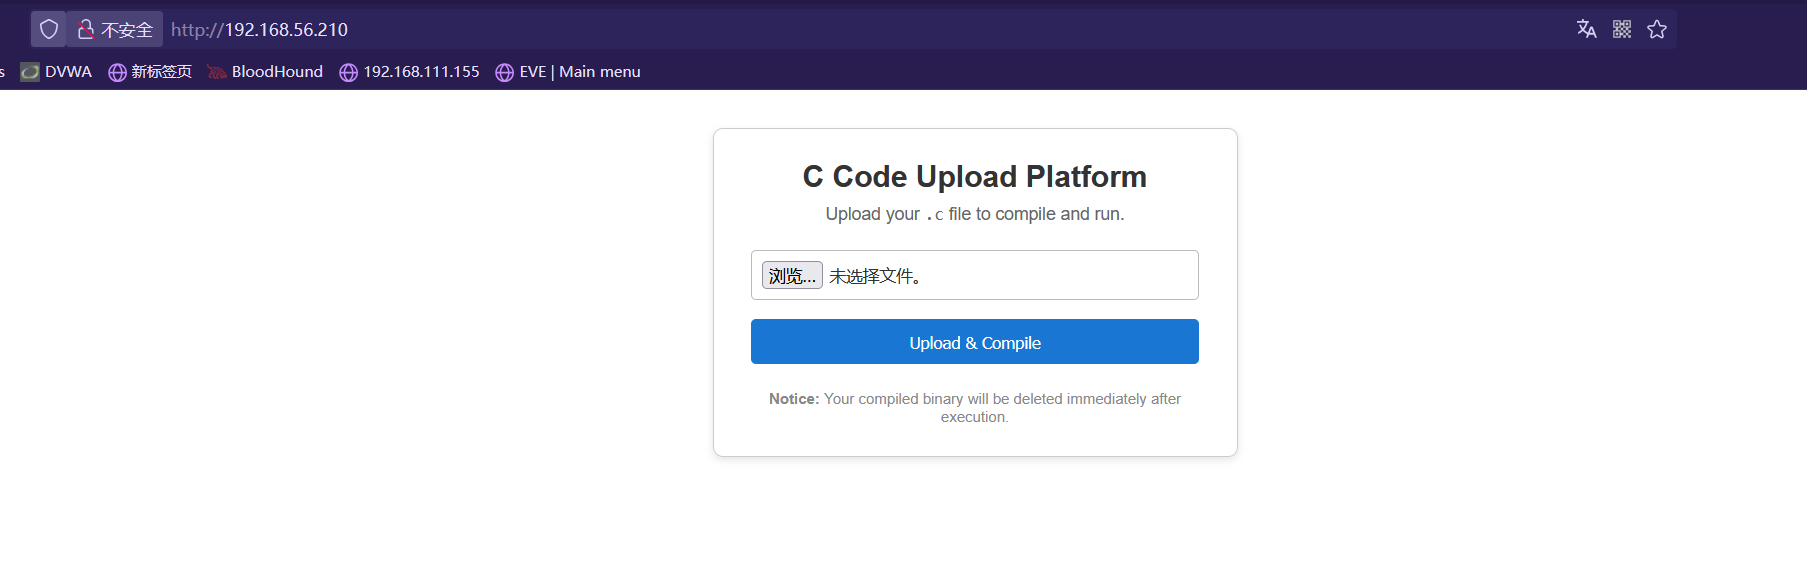 不安全 http://192.168.56.210
s DVWA 新标签页 BloodHound 192.168.111.155 EVE | Main menu
C Code Upload Platform
Upload your .c file to compile and run.
浏览... 未选择文件。
Upload & Compile
Notice: Your compiled binary will be deleted immediately after
execution.